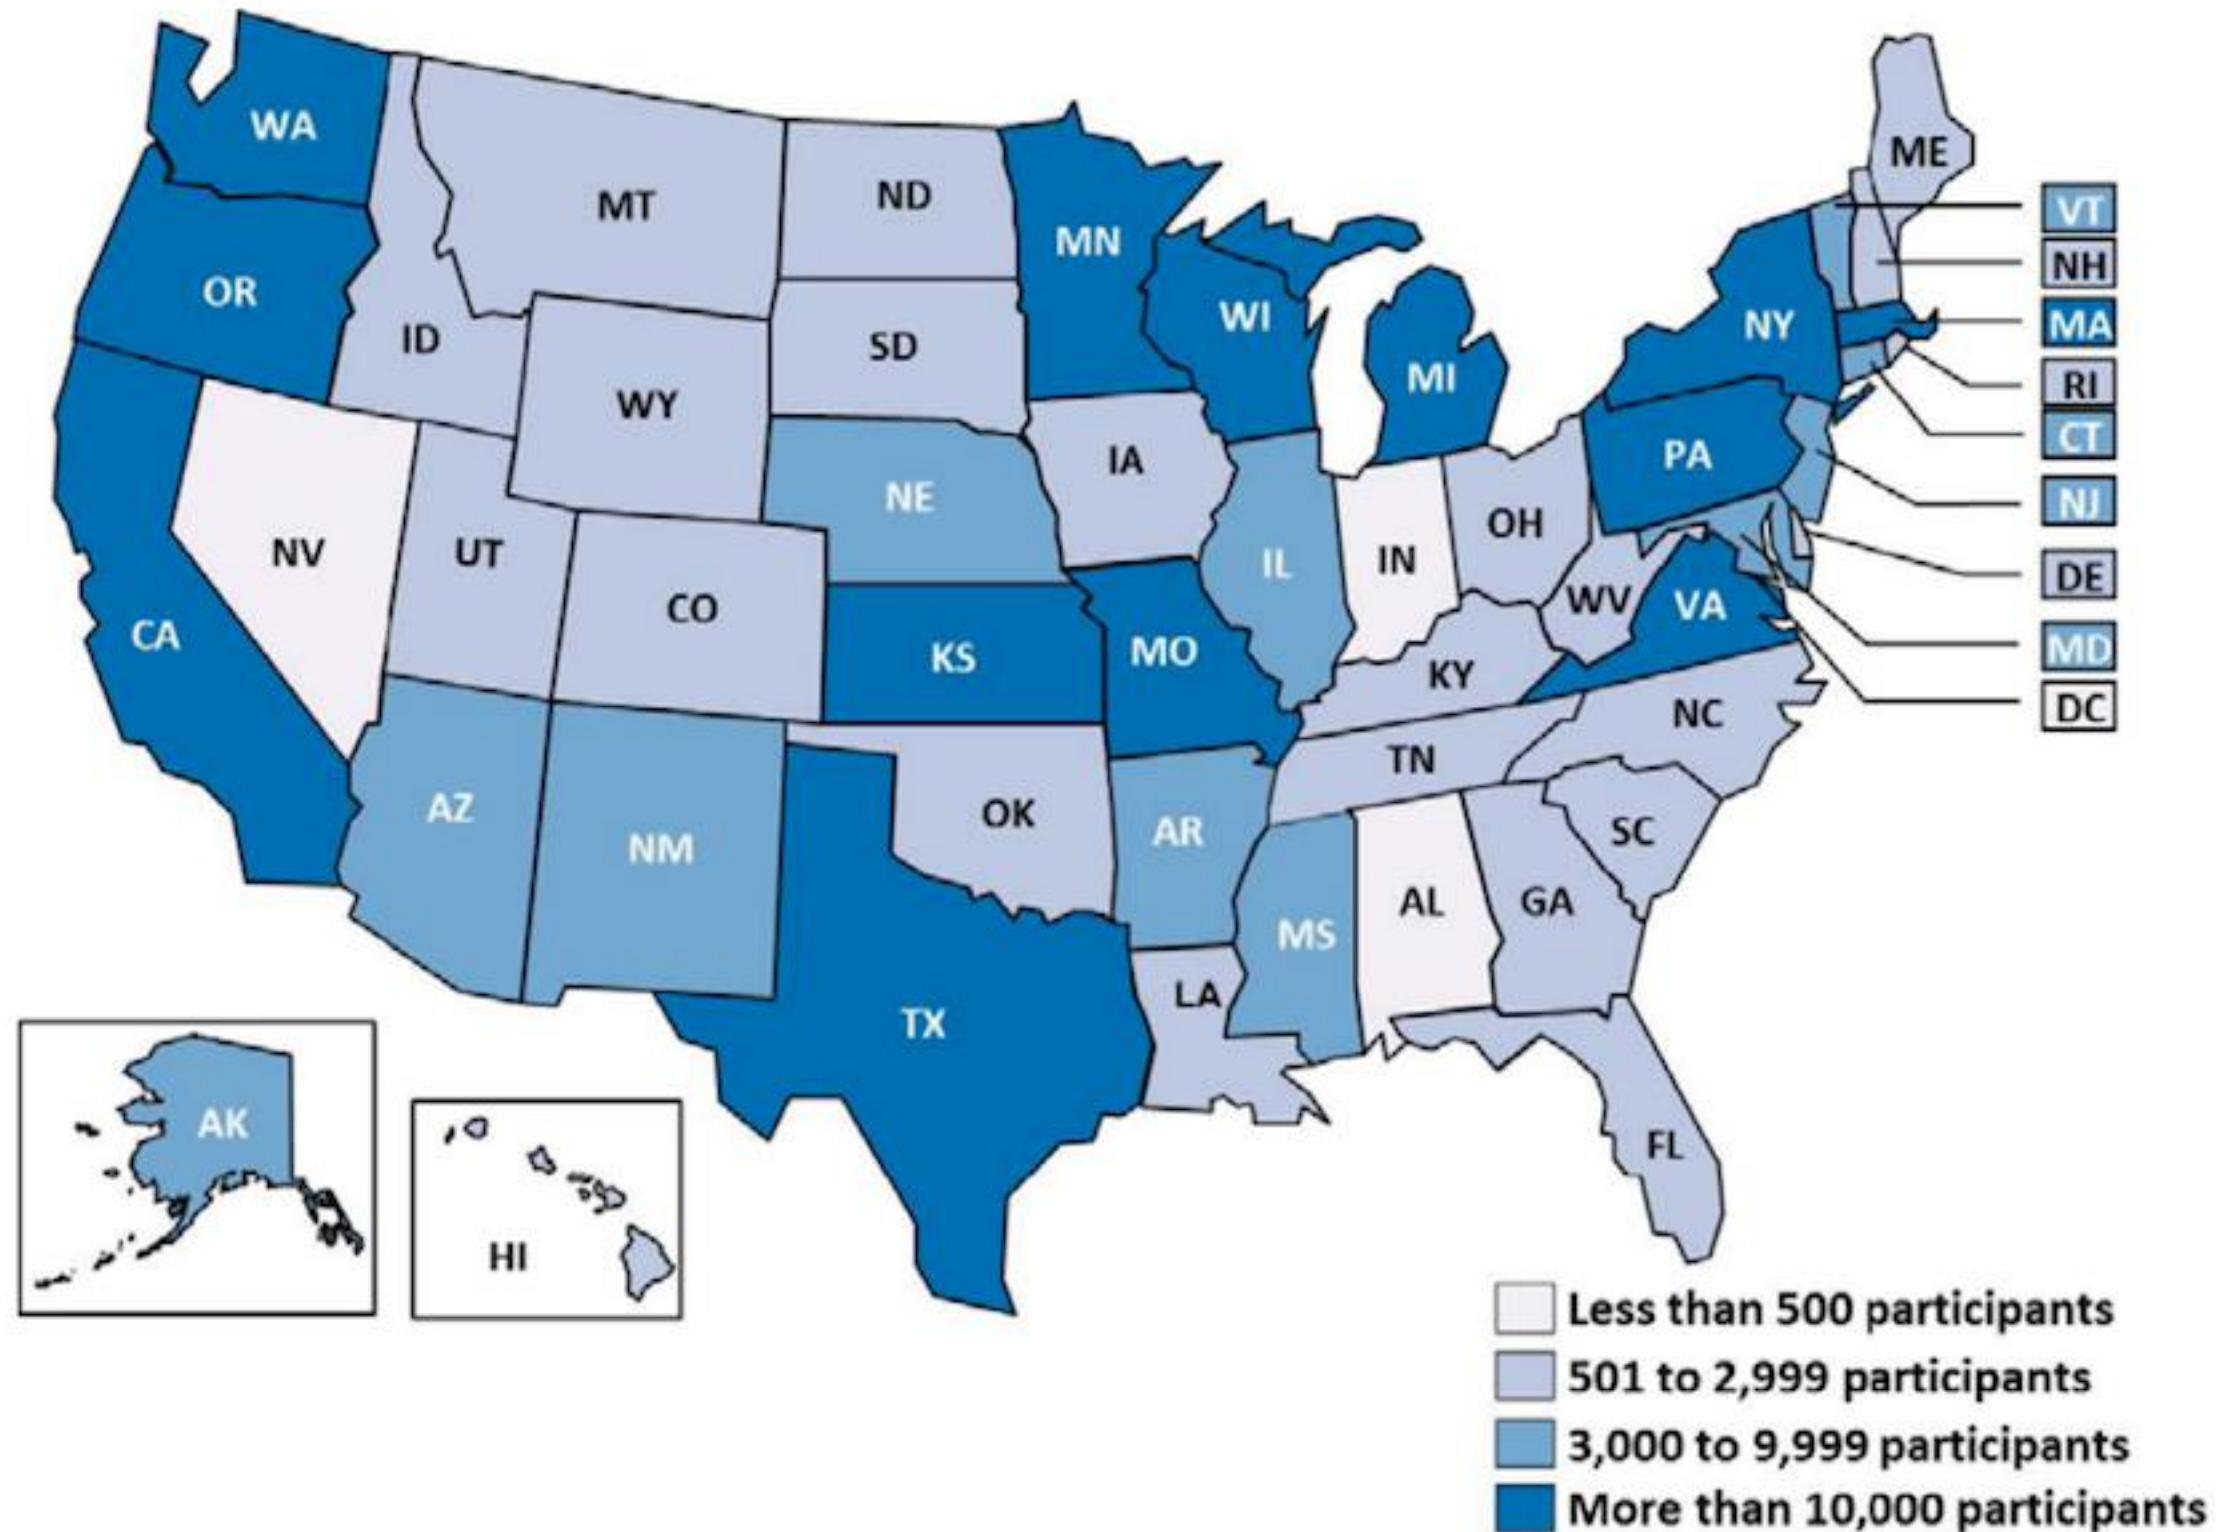 WA
ME
MT
ND
VT
MN
NH
OR
WI
NY
MA
ID
SD
MI
RI
WY
CT
IA
PA
NE
NJ
OH
NV
UT
IL
IN
DE
CO
WV
VA
CA
KS
MO
MD
KY
DC
NC
TN
AZ
OK
AR
SC
NM
AL
GA
MS
LA
TX
AK
FL
HI
Less than 500 participants
501 to 2,999 participants
3,000 to 9,999 participants
More than 10,000 participants